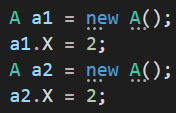 A a1 = new A();
a1.X = 2;
A a2 = new A();
a2.X = 2;